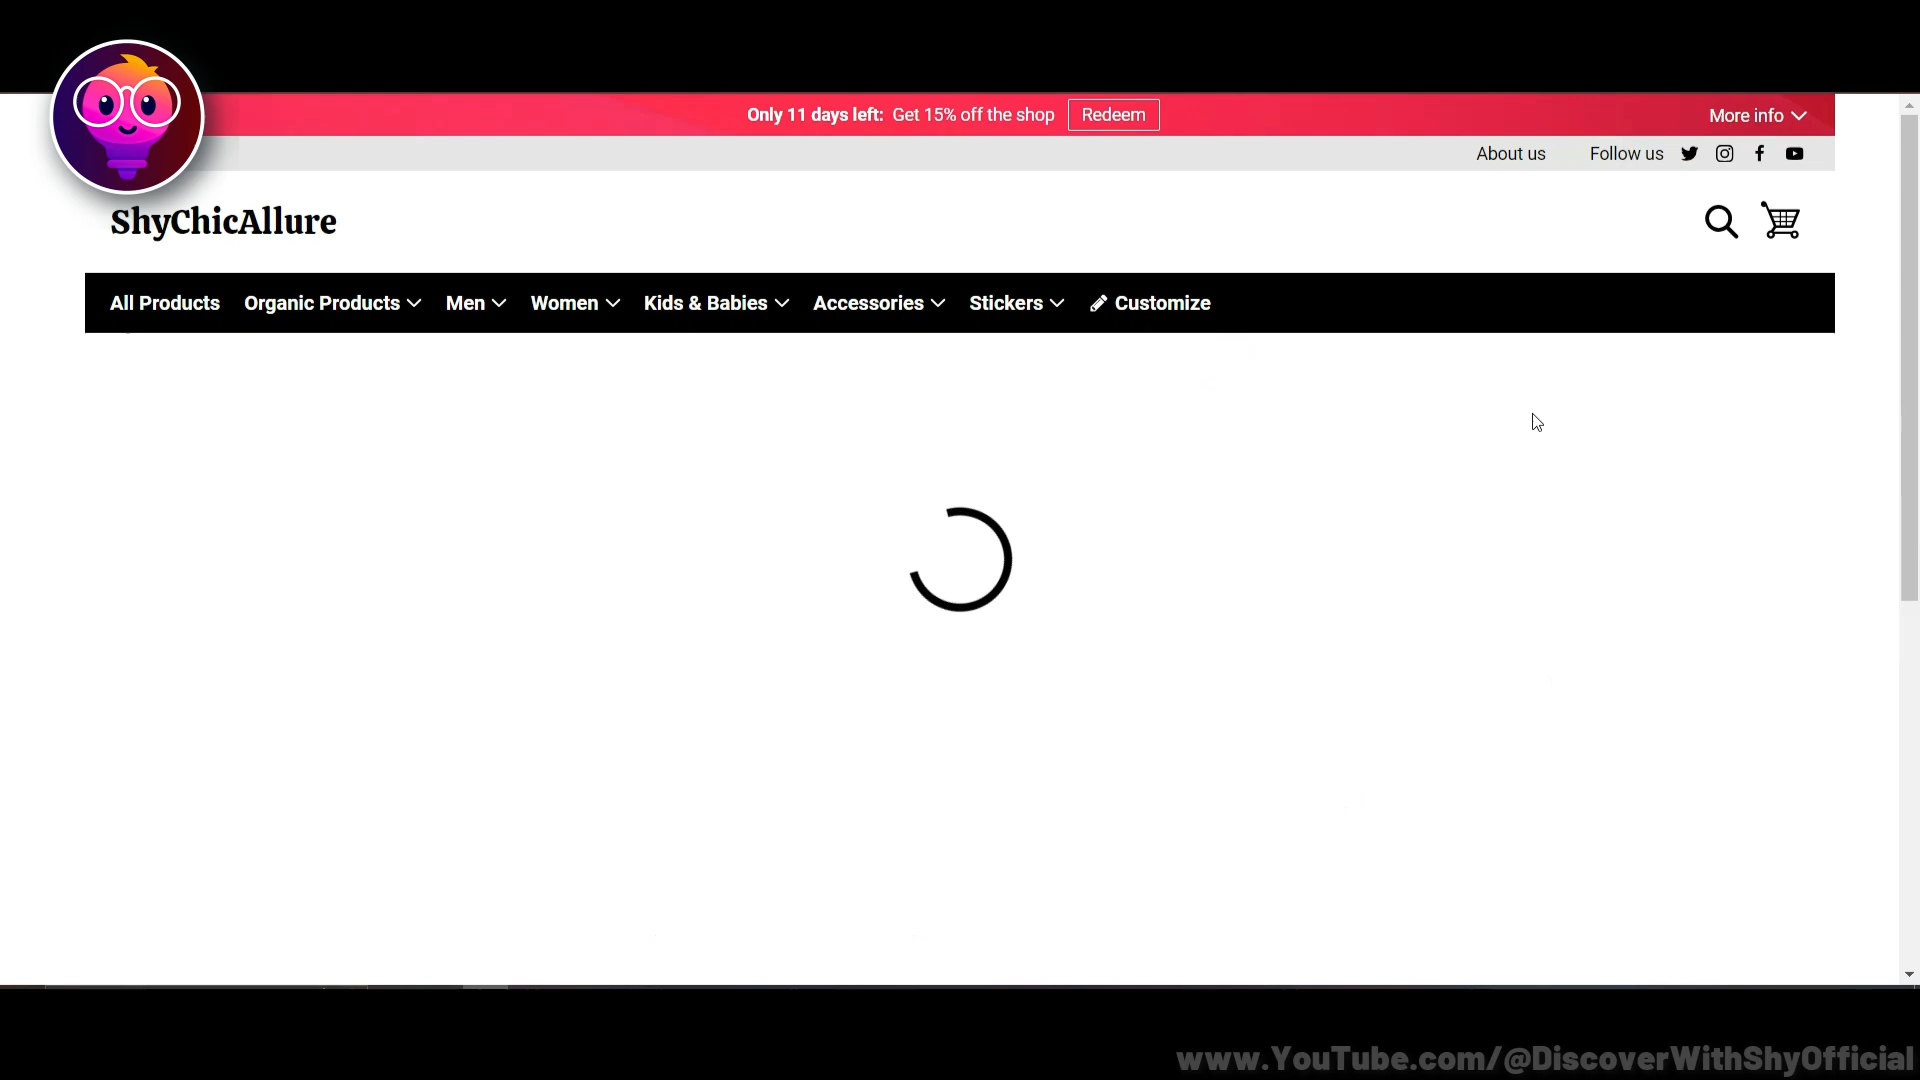 Only 11 days left: Get 15% off the shop Redeem More info
About us Follow us
ShyChicAllure
All Products Organic Products Men Women Kids & Babies Accessories Stickers Customize
www.YouTube.com/@DiscoverWithShyOfficial